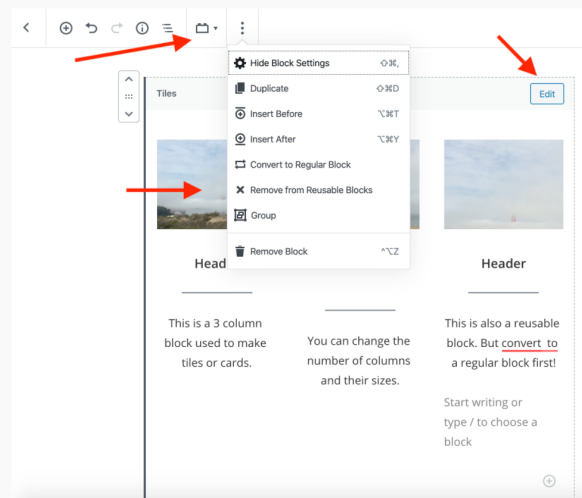 Hide Block Settings ⇧⌘,
Duplicate ⇧⌘D
Insert Before ⌥⌘T
Insert After ⌥⌘Y
Convert to Regular Block
Remove from Reusable Blocks
Group
Remove Block ^⌥Z
Tiles
Edit
Head
This is a 3 column
block used to make
tiles or cards.
You can change the
number of columns
and their sizes.
Header
This is also a reusable
block. But convert to
a regular block first!
Start writing or
type / to choose a
block